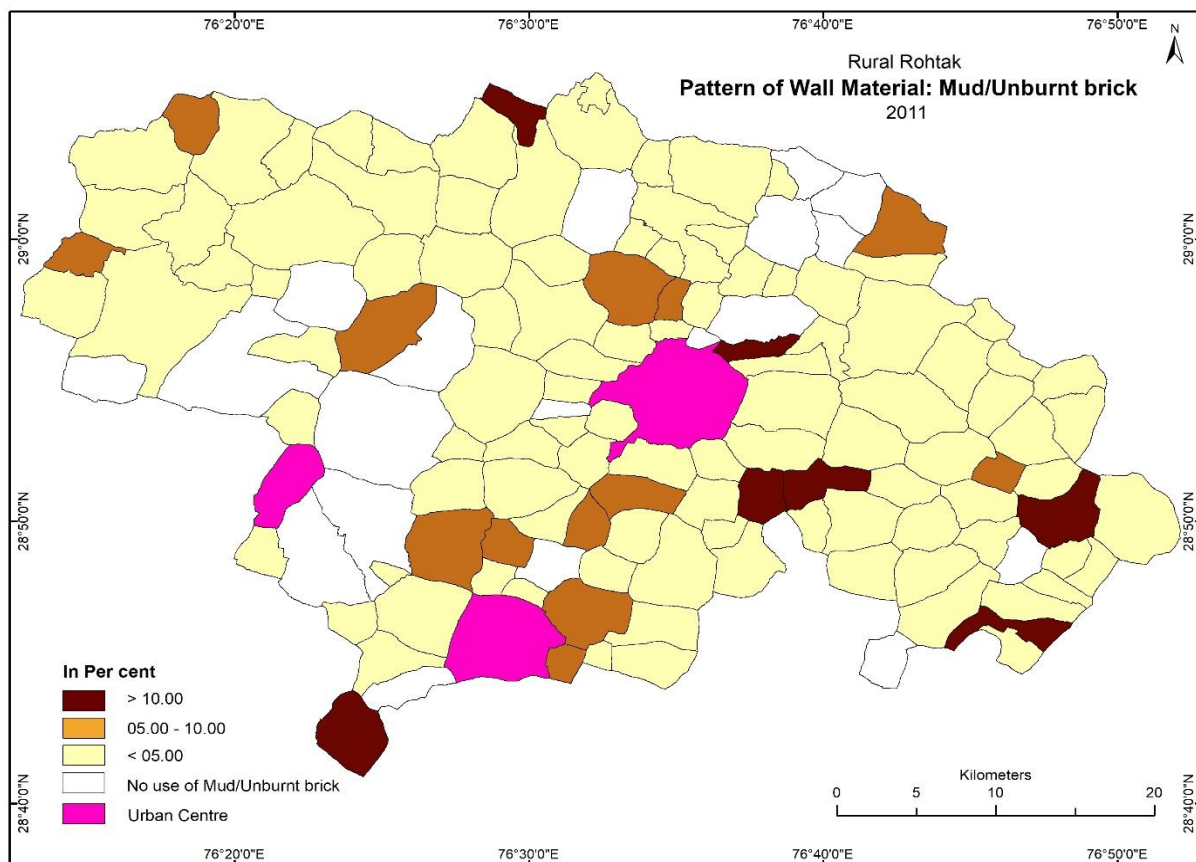 76°20'0"E 76°30'0"E 76°40'0"E 76°50'0"E
N
Rural Rohtak
Pattern of Wall Material: Mud/Unburnt brick
2011
29°0'0"N 29°0'0"N
28°50'0"N 28°50'0"N
In Per cent
> 10.00
05.00 - 10.00
< 05.00
No use of Mud/Unburnt brick
Urban Centre
Kilometers
0 5 10 20
28°40'0"N 28°40'0"N
76°20'0"E 76°30'0"E 76°40'0"E 76°50'0"E